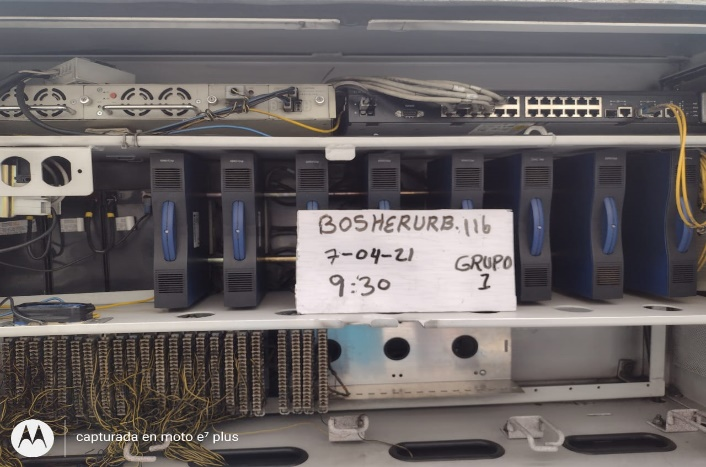 BOSHERURB.116
7-04-21
GRUPO
9:30
I
capturada en moto e⁷ plus